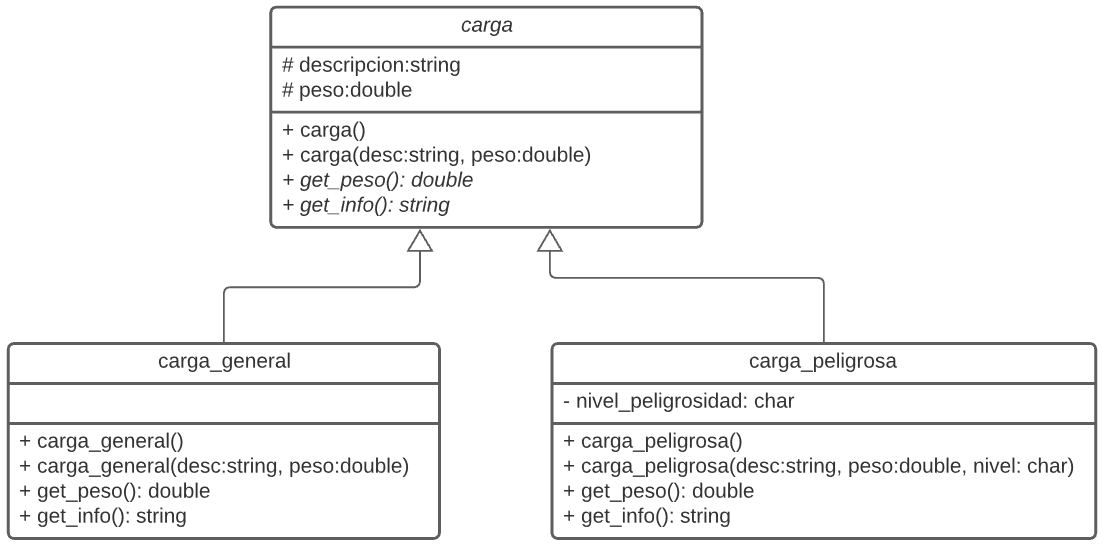 carga
# descripcion:string
# peso:double
+ carga()
+ carga(desc:string, peso:double)
+ get_peso(): double
+ get_info(): string
carga_general
+ carga_general()
+ carga_general(desc:string, peso:double)
+ get_peso(): double
+ get_info(): string
carga_peligrosa
- nivel_peligrosidad: char
+ carga_peligrosa()
+ carga_peligrosa(desc:string, peso:double, nivel: char)
+ get_peso(): double
+ get_info(): string